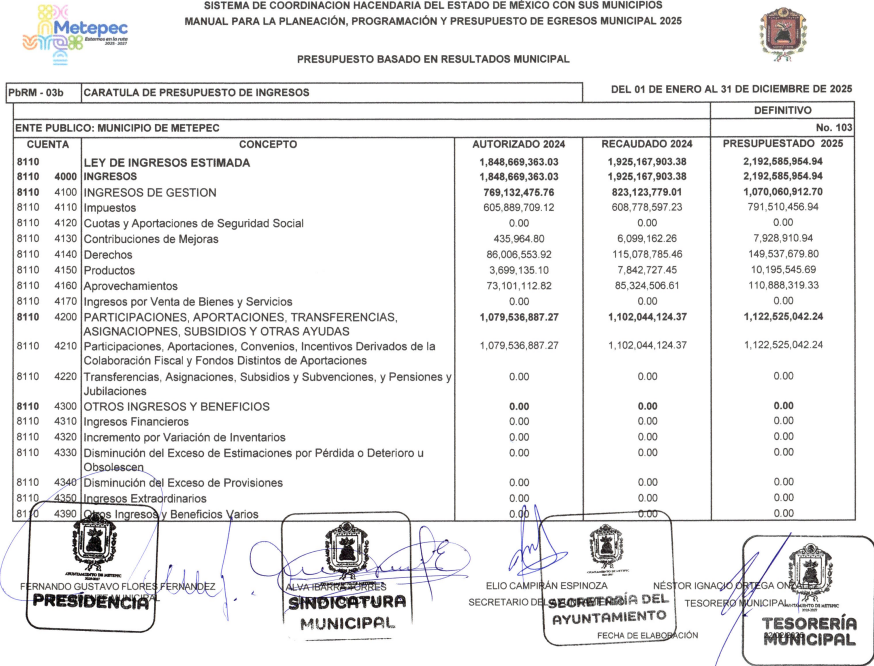 SISTEMA DE COORDINACION HACENDARIA DEL ESTADO DE MÉXICO CON SUS MUNICIPIOS
MANUAL PARA LA PLANEACIÓN, PROGRAMACIÓN Y PRESUPUESTO DE EGRESOS MUNICIPAL 2025
Metepec
2025 - 2027
PRESUPUESTO BASADO EN RESULTADOS MUNICIPAL
PbRM - 03b CARATULA DE PRESUPUESTO DE INGRESOS DEL 01 DE ENERO AL 31 DE DICIEMBRE DE 2025
DEFINITIVO
ENTE PUBLICO: MUNICIPIO DE METEPEC No. 103
CUENTA CONCEPTO AUTORIZADO 2024 RECAUDADO 2024 PRESUPUESTADO 2025
8110 LEY DE INGRESOS ESTIMADA 1,848,669,363.03 1,925,167,903.38 2,192,585,954.94
8110 4000 INGRESOS 1,848,669,363.03 1,925,167,903.38 2,192,585,954.94
8110 4100 INGRESOS DE GESTION 769,132,475.76 823,123,779.01 1,070,060,912.70
8110 4110 Impuestos 605,889,709.12 608,778,597.23 791,510,456.94
8110 4120 Cuotas y Aportaciones de Seguridad Social 0.00 0.00 0.00
8110 4130 Contribuciones de Mejoras 435,964.80 6,099,162.26 7,928,910.94
8110 4140 Derechos 86,006,553.92 115,078,785.46 149,537,679.80
8110 4150 Productos 3,699,135.10 7,842,727.45 10,195,545.69
8110 4160 Aprovechamientos 73,101,112.82 85,324,506.61 110,888,319.33
8110 4170 Ingresos por Venta de Bienes y Servicios 0.00 0.00 0.00
8110 4200 PARTICIPACIONES, APORTACIONES, TRANSFERENCIAS, 1,079,536,887.27 1,102,044,124.37 1,122,525,042.24
ASIGNACIOPNES, SUBSIDIOS Y OTRAS AYUDAS
8110 4210 Participaciones, Aportaciones, Convenios, Incentivos Derivados de la 1,079,536,887.27 1,102,044,124.37 1,122,525,042.24
Colaboración Fiscal y Fondos Distintos de Aportaciones
8110 4220 Transferencias, Asignaciones, Subsidios y Subvenciones, y Pensiones y 0.00 0.00 0.00
Jubilaciones
8110 4300 OTROS INGRESOS Y BENEFICIOS 0.00 0.00 0.00
8110 4310 Ingresos Financieros 0.00 0.00 0.00
8110 4320 Incremento por Variación de Inventarios 0.00 0.00 0.00
8110 4330 Disminución del Exceso de Estimaciones por Pérdida o Deterioro u 0.00 0.00 0.00
Obsolescen
8110 4340 Disminución del Exceso de Provisiones 0.00 0.00 0.00
8110 4350 Ingresos Extraordinarios 0.00 0.00 0.00
8110 4390 Otros Ingresos y Beneficios Varios 0.00 0.00 0.00
FERNANDO GUSTAVO FLORES FERNANDEZ ALVA IBARRA TORRES ELIO CAMPIRÁN ESPINOZA NÉSTOR IGNACIO ORTEGA
SECRETARIO DEL TESORERO MUNICIPAL
PRESIDENCIA
SINDICATURA
MUNICIPAL
SECRETARÍA DEL
AYUNTAMIENTO
TESORERÍA
MUNICIPAL
FECHA DE ELABORACIÓN